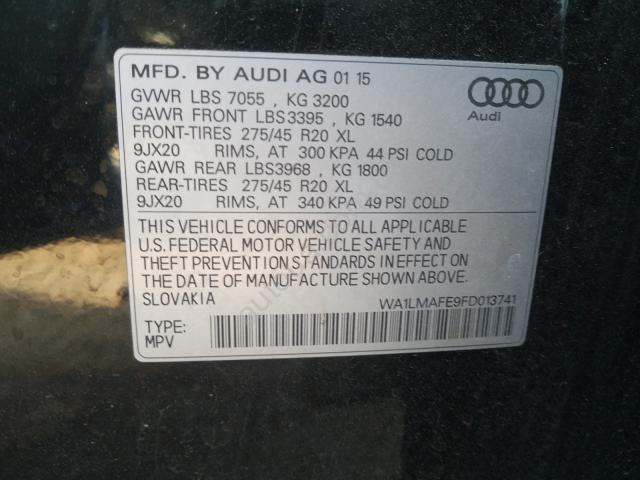 MFD. BY AUDI AG 01 15
GVWR LBS 7055 , KG 3200
GAWR FRONT LBS3395 , KG 1540
FRONT-TIRES 275/45 R20 XL
9JX20 RIMS, AT 300 KPA 44 PSI COLD
GAWR REAR LBS3968 , KG 1800
REAR-TIRES 275/45 R20 XL
9JX20 RIMS, AT 340 KPA 49 PSI COLD
Audi
THIS VEHICLE CONFORMS TO ALL APPLICABLE
U.S. FEDERAL MOTOR VEHICLE SAFETY AND
THEFT PREVENTION STANDARDS IN EFFECT ON
THE DATE OF MANUFACTURE SHOWN ABOVE.
SLOVAKIA WA1LMAFE9FD013741
TYPE:
MPV